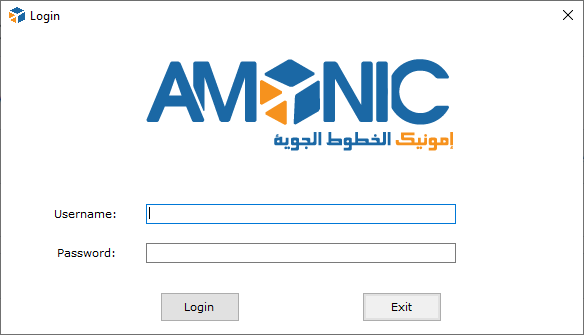 Login
AMONIC
إمونيك الخطوط الجوية
Username:
Password:
Login
Exit